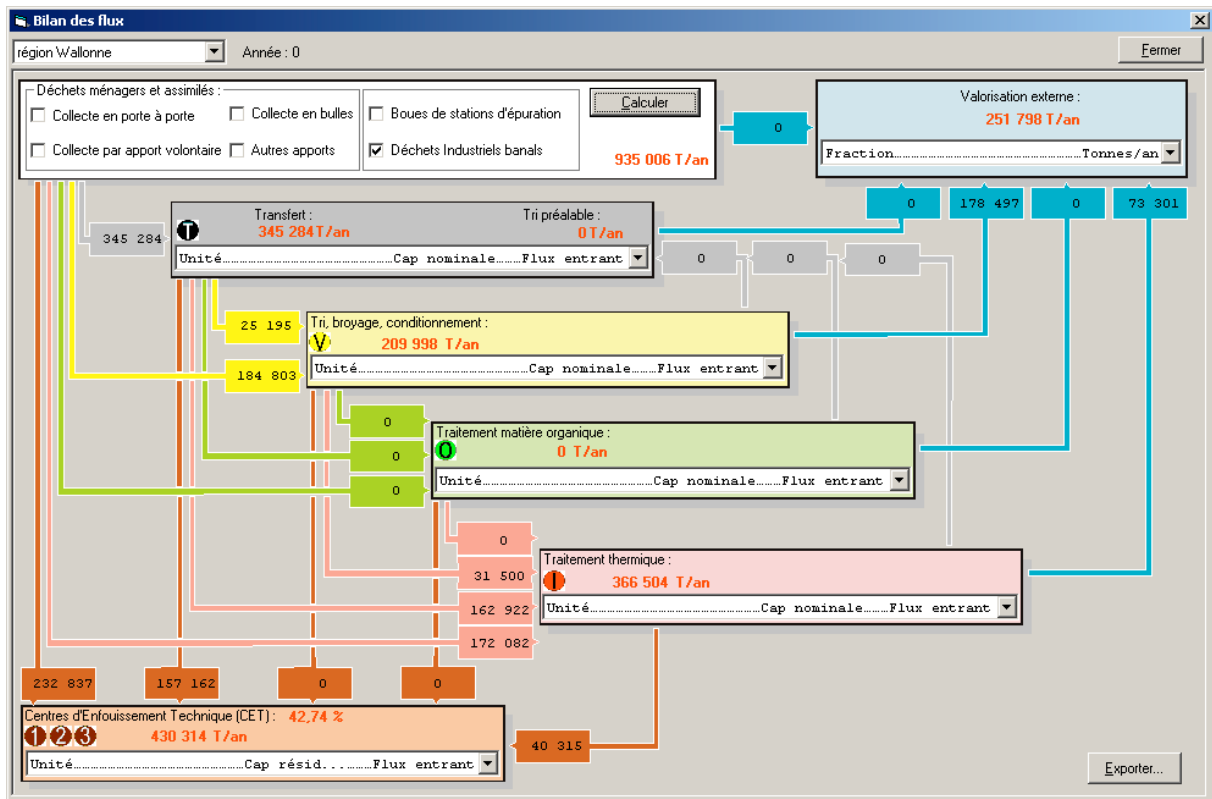 Bilan des flux
région Wallonne
Année : 0
Fermer
Déchets ménagers et assimilés :
Collecte en porte à porte
Collecte en bulles
Collecte par apport volontaire
Autres apports
Boues de stations d'épuration
Déchets Industriels banals
Calculer
935 006 T/an
0
Valorisation externe :
251 798 T/an
Fraction.......................................................Tonnes/an
0
178 497
0
73 301
345 284
T
Transfert :
345 284T/an
Tri préalable :
0T/an
Unité..................................................Cap nominale.......Flux entrant
0
0
0
25 195
184 803
Tri, broyage, conditionnement :
V
209 998 T/an
Unité..................................................Cap nominale.......Flux entrant
0
0
0
Traitement matière organique :
O
0 T/an
Unité..................................................Cap nominale.......Flux entrant
0
31 500
162 922
172 082
Traitement thermique :
I
366 504 T/an
Unité..................................................Cap nominale.......Flux entrant
232 837
157 162
0
0
Centres d'Enfouissement Technique (CET) : 42,74 %
1 2 3
430 314 T/an
Unité..................................................Cap résid.......Flux entrant
40 315
Exporter...